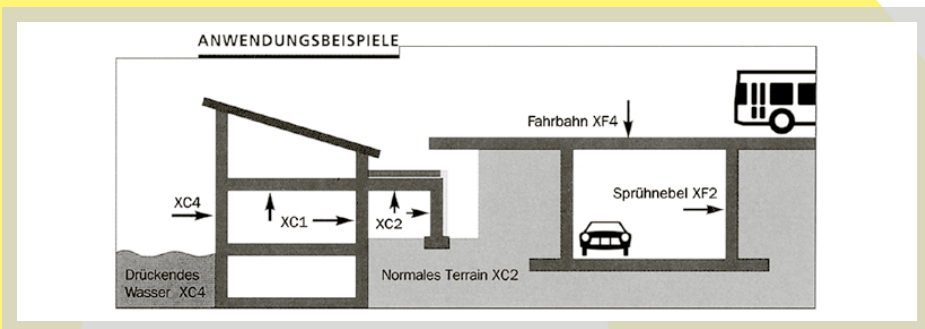 ANWENDUNGSBEISPIELE
Fahrbahn XF4
XC4
XC1
XC2
Sprühnebel XF2
Drückendes
Wasser XC4
Normales Terrain XC2